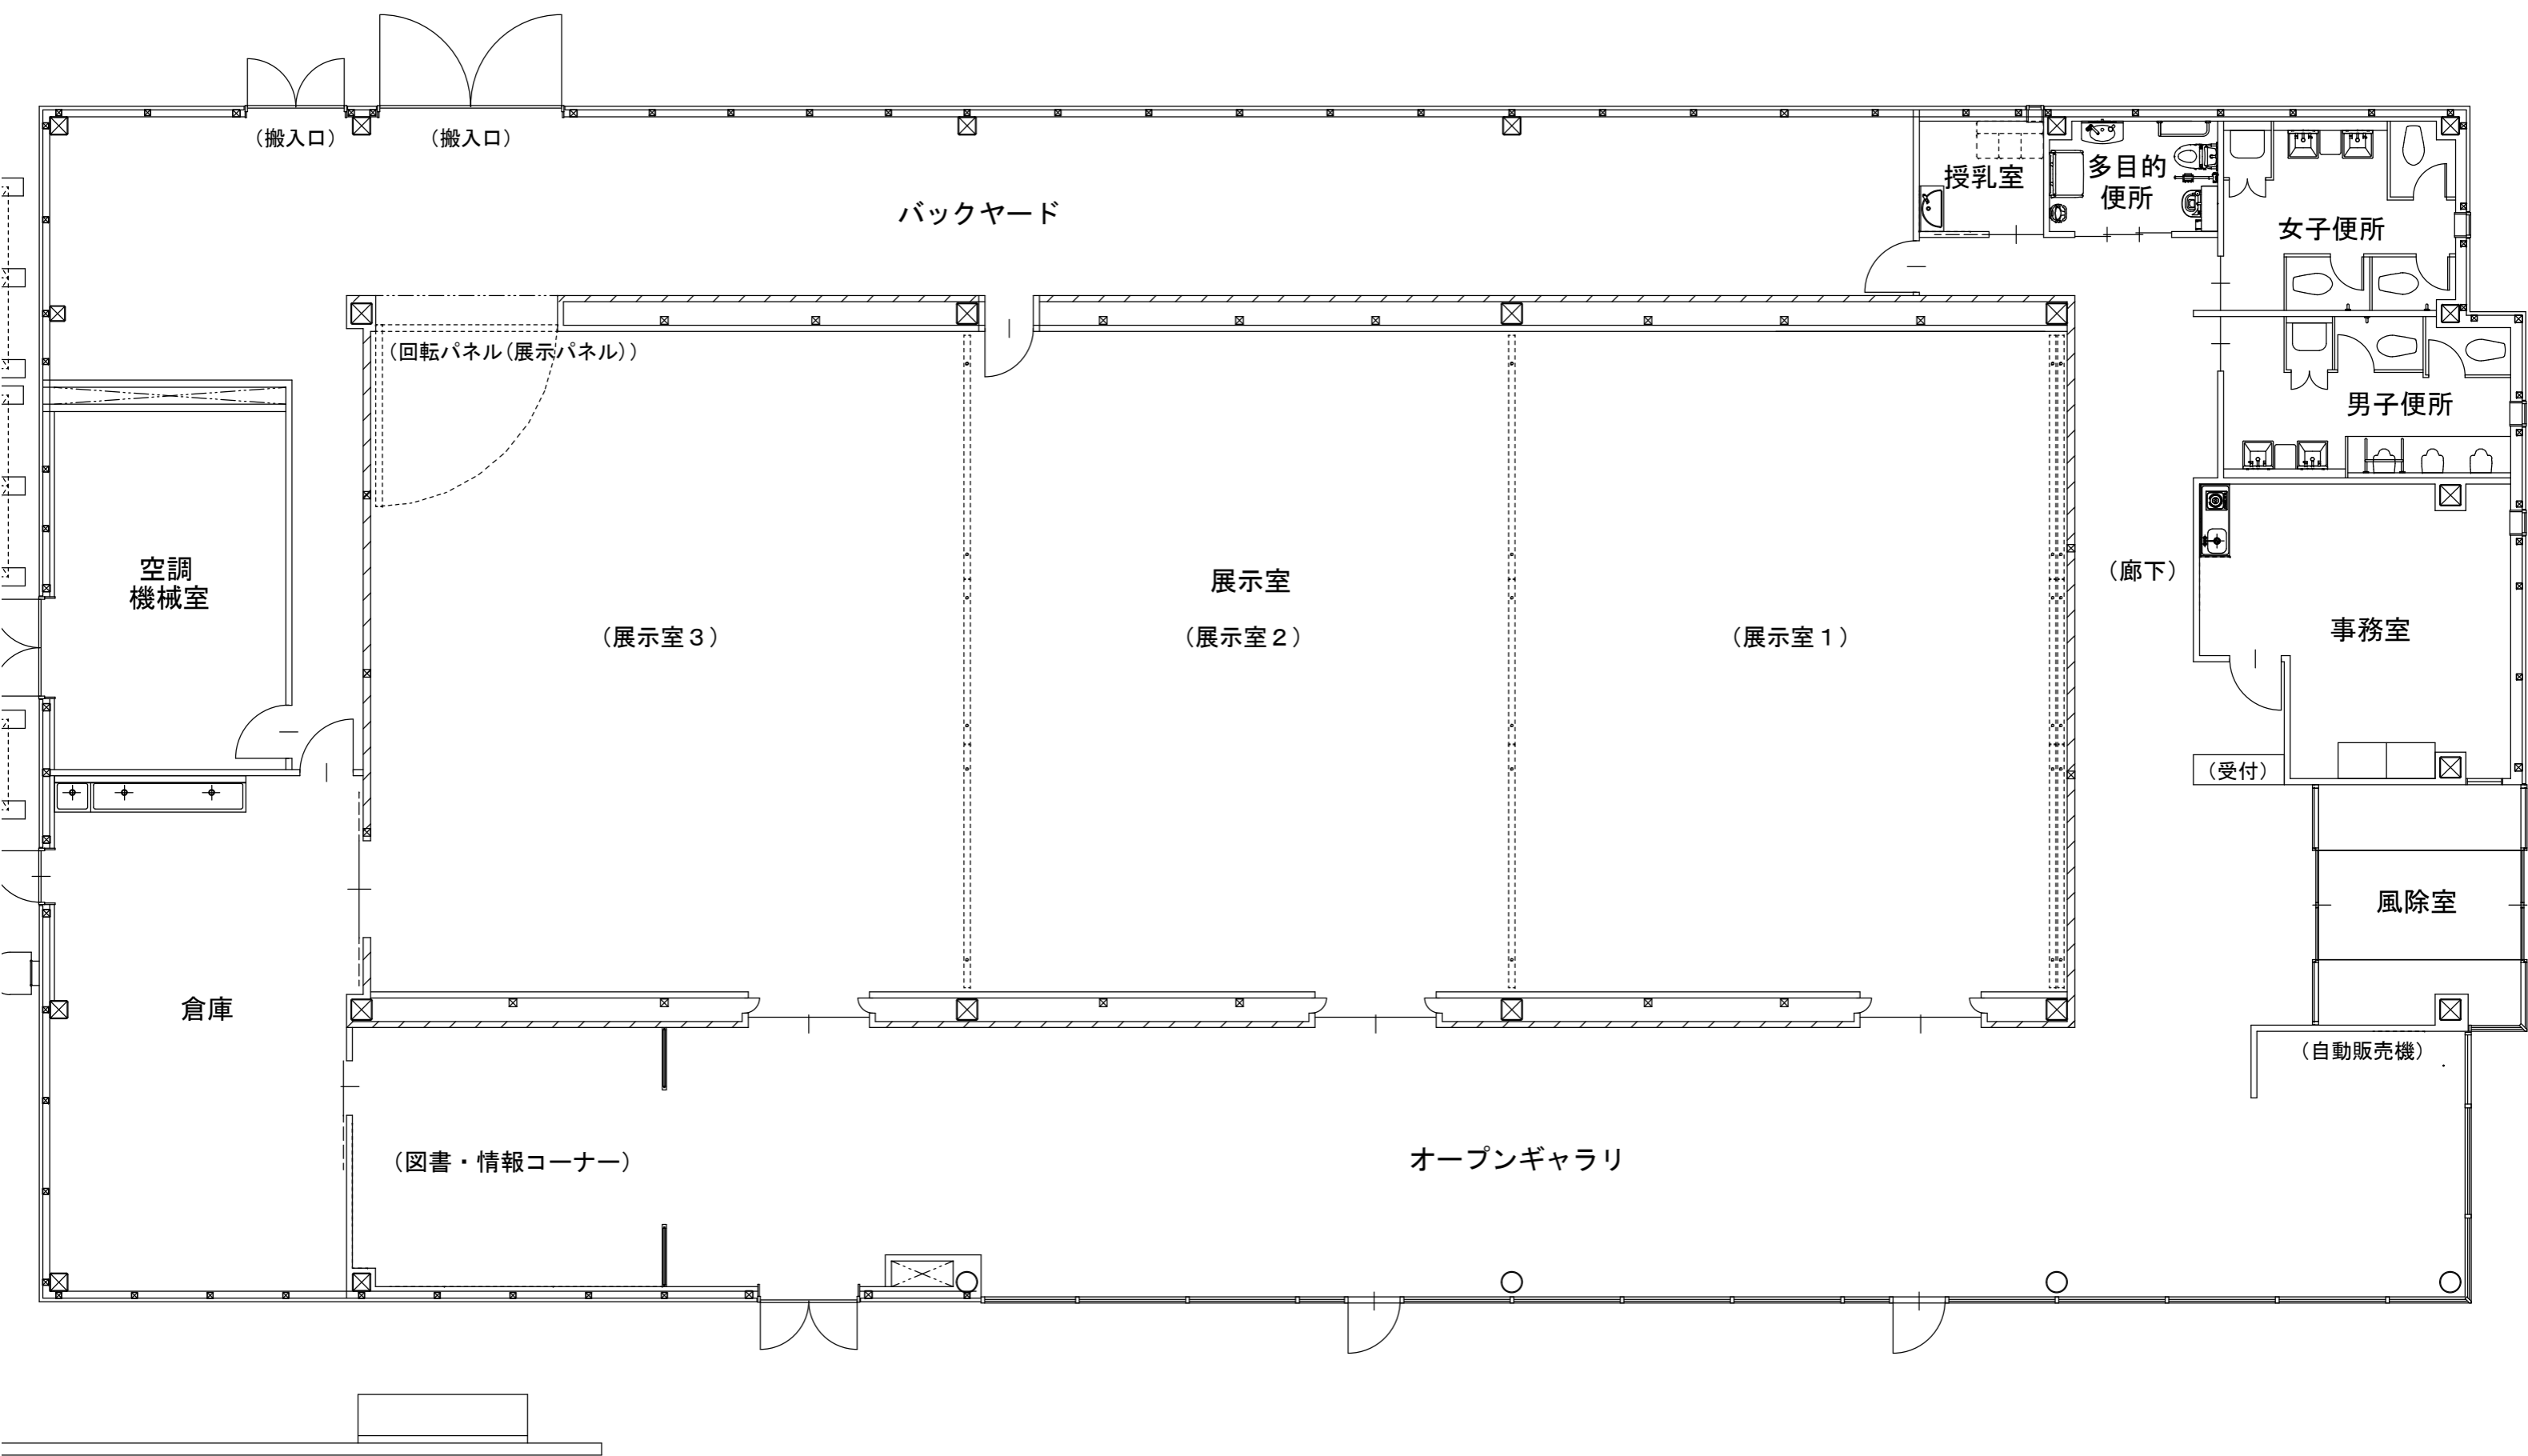 （搬入口）
（搬入口）
授乳室
多目的
便所
バックヤード
女子便所
（回転パネル（展示パネル））
男子便所
空調
機械室
展示室
（廊下）
（展示室３）
（展示室２）
（展示室１）
事務室
（受付）
風除室
倉庫
（自動販売機）
（図書・情報コーナー）
オープンギャラリ